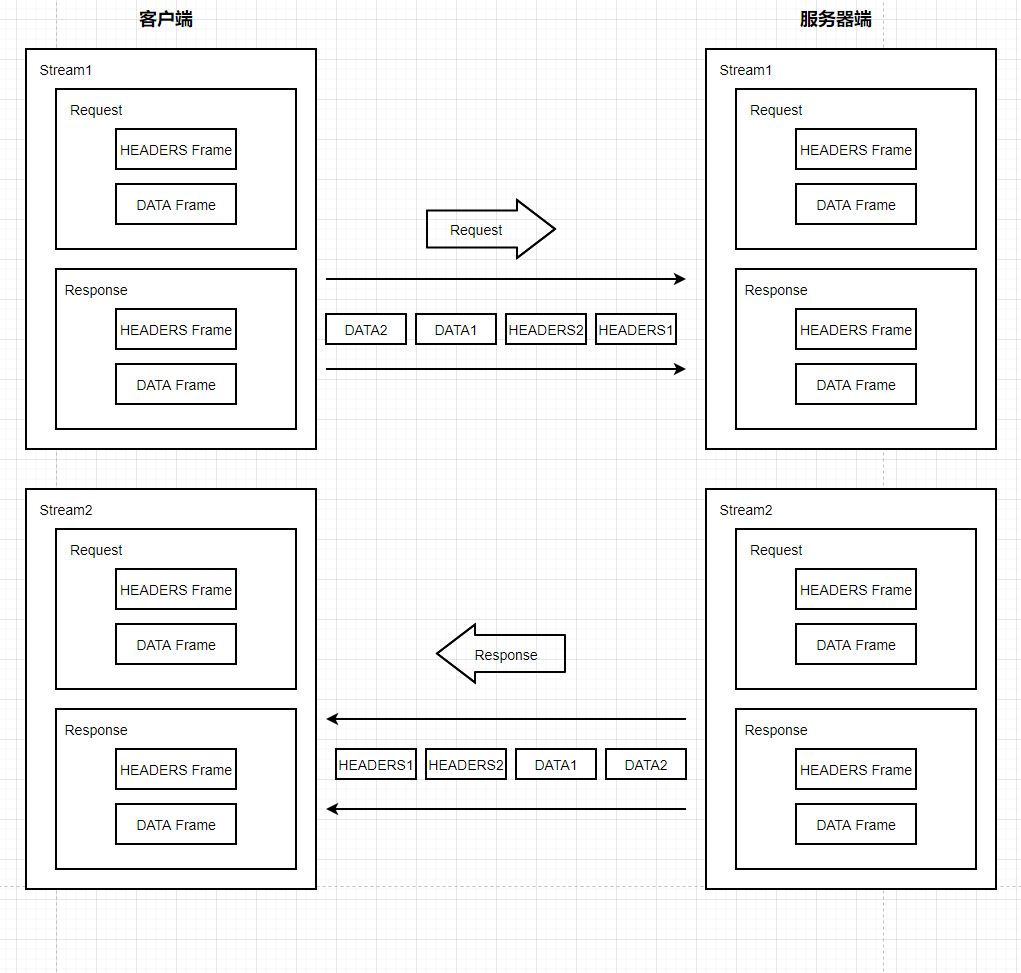 客户端
服务器端
Stream1
Request
HEADERS Frame
DATA Frame
Response
HEADERS Frame
DATA Frame
Request
DATA2 DATA1 HEADERS2 HEADERS1
Stream1
Request
HEADERS Frame
DATA Frame
Response
HEADERS Frame
DATA Frame
Stream2
Request
HEADERS Frame
DATA Frame
Response
HEADERS Frame
DATA Frame
Response
HEADERS1 HEADERS2 DATA1 DATA2
Stream2
Request
HEADERS Frame
DATA Frame
Response
HEADERS Frame
DATA Frame